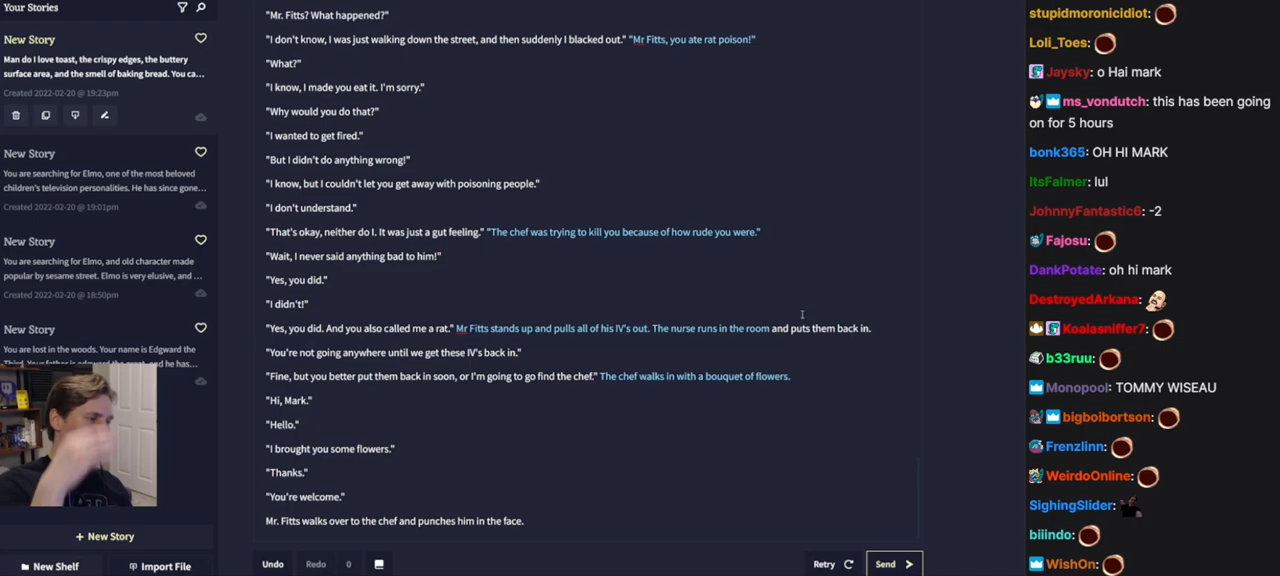 Your Stories
New Story
Man do I love toast, the crispy edges, the buttery
surface area, and the smell of baking bread. You ca...
Created 2022-02-20 @ 19:23pm
New Story
You are searching for Elmo, one of the most beloved
children's television personalities. He has since gone...
Created 2022-02-20 @ 19:01pm
New Story
You are searching for Elmo, and old character made
popular by sesame street. Elmo is very elusive, and ...
Created 2022-02-20 @ 18:50pm
New Story
You are lost in the woods. Your name is Edgward the
+ New Story
New Shelf
Import File
"Mr. Fitts? What happened?"
"I don't know, I was just walking down the street, and then suddenly I blacked out." "Mr Fitts, you ate rat poison!"
"What?"
"I know, I made you eat it. I'm sorry."
"Why would you do that?"
"I wanted to get fired."
"But I didn't do anything wrong!"
"I know, but I couldn't let you get away with poisoning people."
"I don't understand."
"That's okay, neither do I. It was just a gut feeling." "The chef was trying to kill you because of how rude you were."
"Wait, I never said anything bad to him!"
"Yes, you did."
"I didn't!"
"Yes, you did. And you also called me a rat." Mr Fitts stands up and pulls all of his IV's out. The nurse runs in the room and puts them back in.
"You're not going anywhere until we get these IV's back in."
"Fine, but you better put them back in soon, or I'm going to go find the chef." The chef walks in with a bouquet of flowers.
"Hi, Mark."
"Hello."
"I brought you some flowers."
"Thanks."
"You're welcome."
Mr. Fitts walks over to the chef and punches him in the face.
Undo
Redo
0
Retry
Send
stupidmoronicidiot:
Loli_Toes:
Jaysky: o Hai mark
ms_vondutch: this has been going
on for 5 hours
bonk365: OH HI MARK
ItsFalmer: lul
JohnnyFantastic6: -2
Fajosu:
DankPotate: oh hi mark
DestroyedArkana:
Koalasniffer7:
b33ruu:
Monopool: TOMMY WISEAU
bigboibortson:
Frenzlinn:
WeirdoOnline:
SighingSlider:
biiindo:
WishOn: